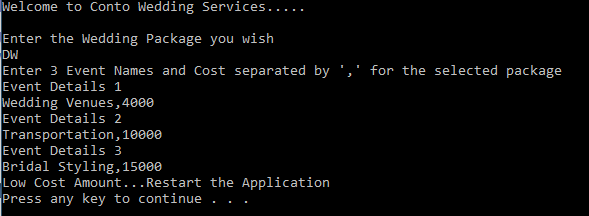 Welcome to Conto Wedding Services.....
Enter the Wedding Package you wish
DW
Enter 3 Event Names and Cost separated by ',' for the selected package
Event Details 1
Wedding Venues,4000
Event Details 2
Transportation,10000
Event Details 3
Bridal Styling,15000
Low Cost Amount...Restart the Application
Press any key to continue . . .